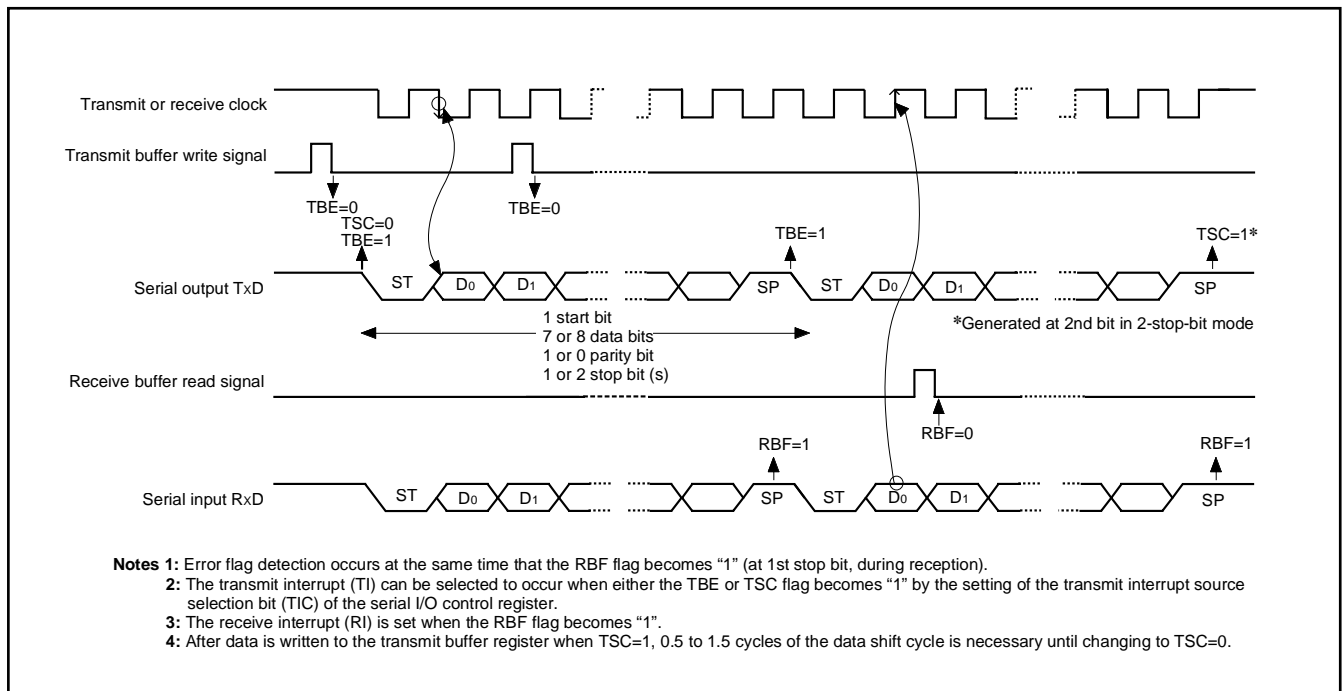 Transmit or receive clock
Transmit buffer write signal
TBE=0
TSC=0
TBE=1
TBE=0
TBE=1
TSC=1*
Serial output TxD
ST
D0
D1
SP
ST
D0
D1
SP
1 start bit
7 or 8 data bits
1 or 0 parity bit
1 or 2 stop bit (s)
*Generated at 2nd bit in 2-stop-bit mode
Receive buffer read signal
RBF=0
RBF=1
RBF=1
Serial input RxD
ST
D0
D1
SP
ST
D0
D1
SP
Notes 1: Error flag detection occurs at the same time that the RBF flag becomes “1” (at 1st stop bit, during reception).
2: The transmit interrupt (TI) can be selected to occur when either the TBE or TSC flag becomes “1” by the setting of the transmit interrupt source
selection bit (TIC) of the serial I/O control register.
3: The receive interrupt (RI) is set when the RBF flag becomes “1”.
4: After data is written to the transmit buffer register when TSC=1, 0.5 to 1.5 cycles of the data shift cycle is necessary until changing to TSC=0.